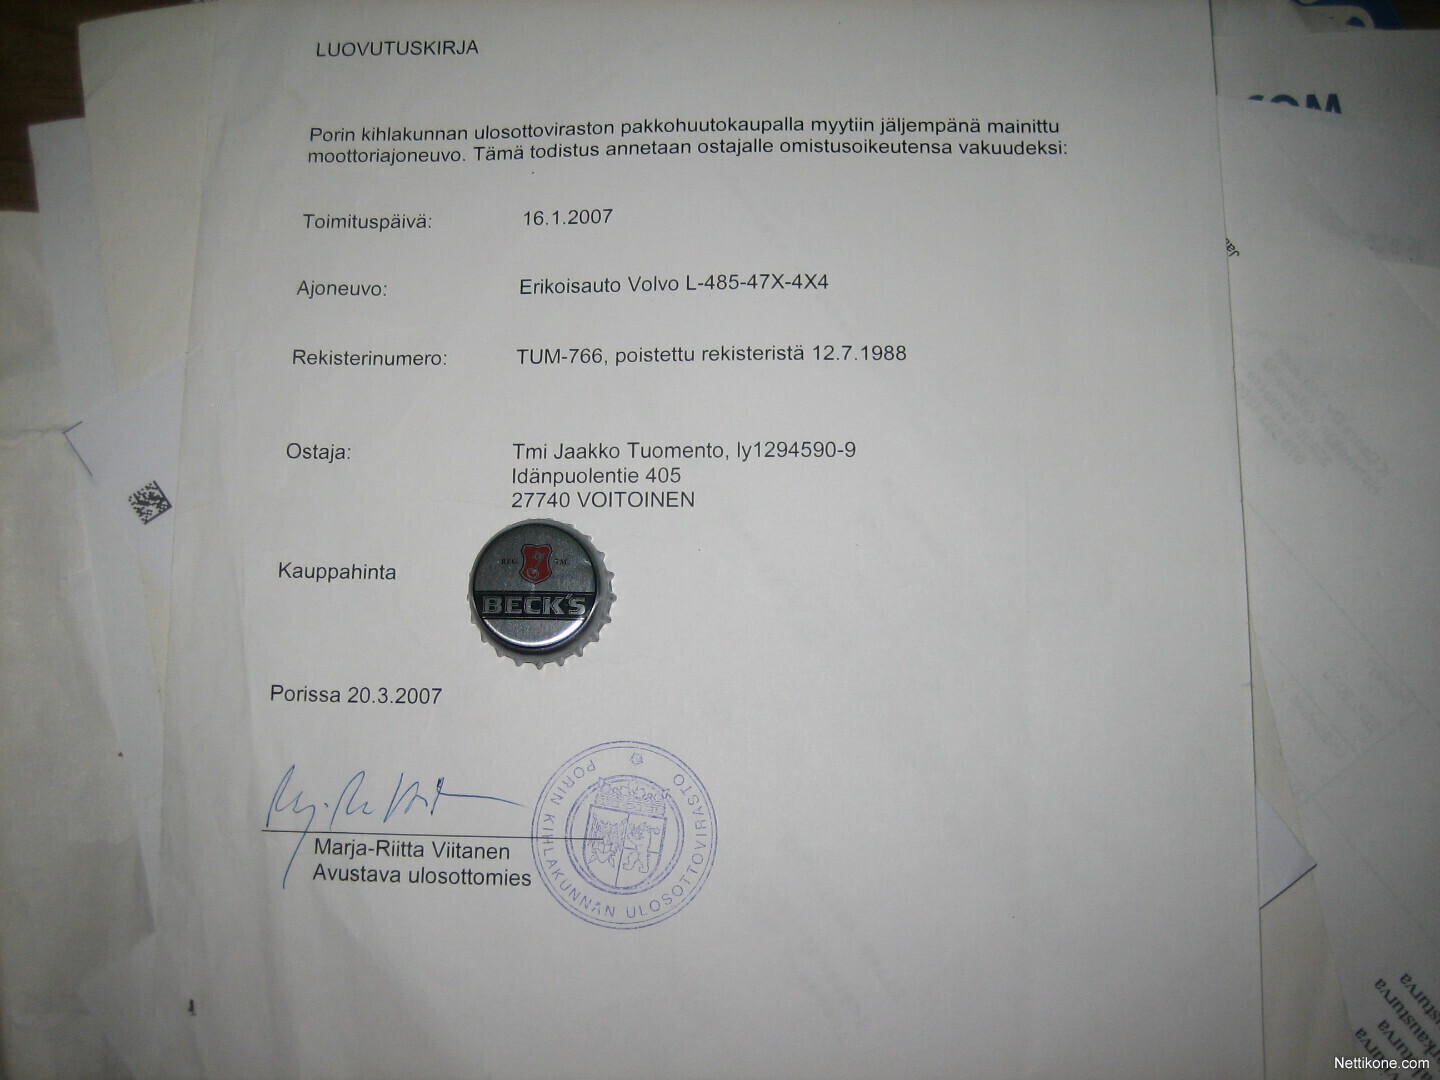 LUOVUTUSKIRJA
Porin kihlakunnan ulosottoviraston pakkohuutokaupalla myytiin jäljempänä mainittu
moottoriajoneuvo. Tämä todistus annetaan ostajalle omistusoikeutensa vakuudeksi:
Toimituspäivä: 16.1.2007
Ajoneuvo: Erikoisauto Volvo L-485-47X-4X4
Rekisterinumero: TUM-766, poistettu rekisteristä 12.7.1988
Ostaja: Tmi Jaakko Tuomento, ly1294590-9
Idänpuolentie 405
27740 VOITOINEN
Kauppahinta
REG. TM.
BECK'S
Porissa 20.3.2007
Marja-Riitta Viitanen
Avustava ulosottomies
PORIN KIHLAKUNNAN ULOSOTTOVIRASTO
Nettikone.com